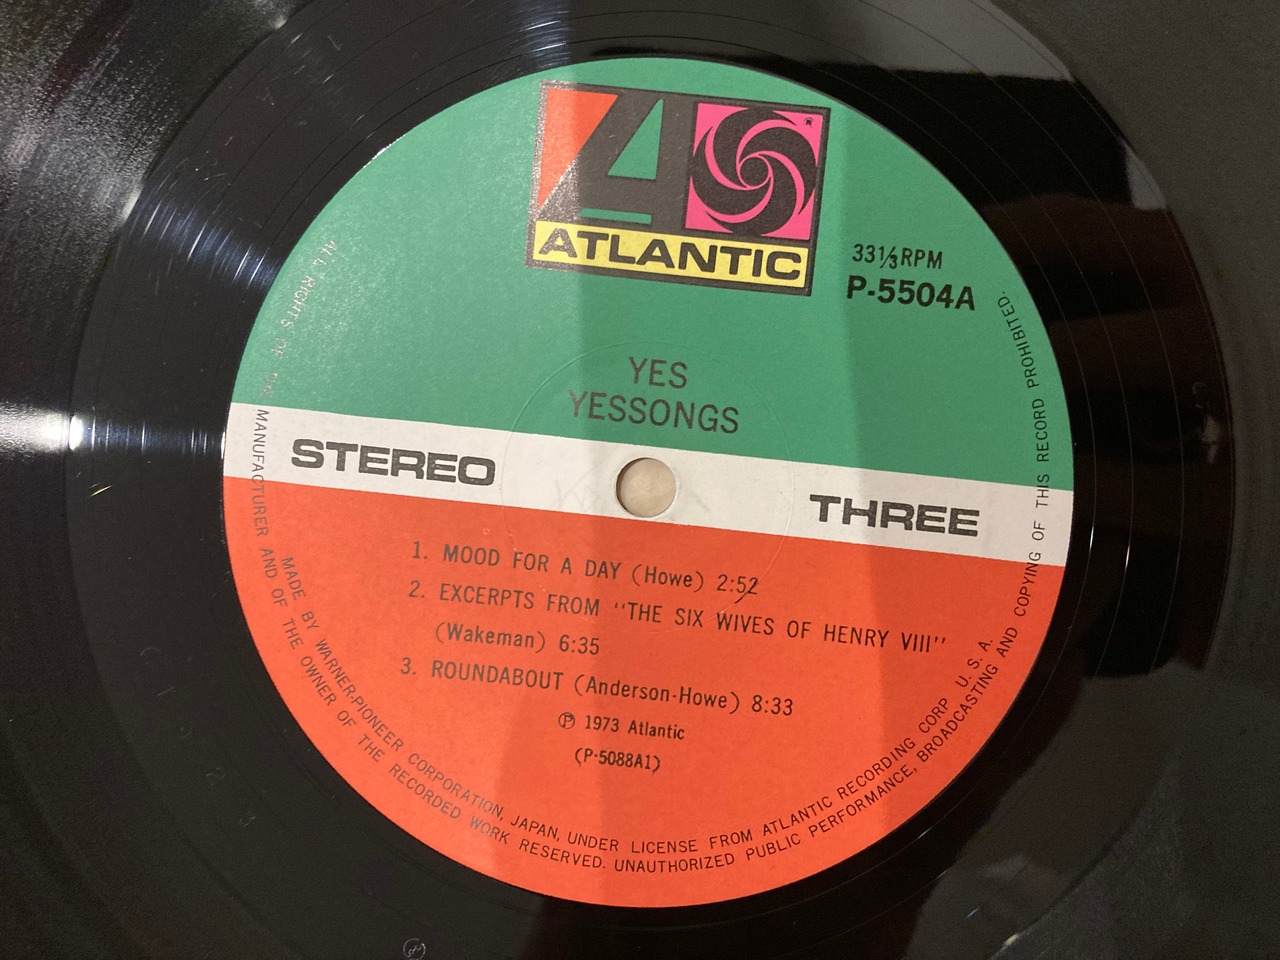 ATLANTIC
33⅓RPM
P-5504A
YES
YESSONGS
STEREO
THREE
1. MOOD FOR A DAY (Howe) 2:52
2. EXCERPTS FROM "THE SIX WIVES OF HENRY VIII"
(Wakeman) 6:35
3. ROUNDABOUT (Anderson-Howe) 8:33
Ⓟ 1973 Atlantic
(P-5088A1)
MADE BY WARNER-PIONEER CORPORATION, JAPAN, UNDER LICENSE FROM ATLANTIC RECORDING CORP U. S. A.
ALL RIGHTS OF THE MANUFACTURER AND OF THE OWNER OF THE RECORDED WORK RESERVED. UNAUTHORIZED PUBLIC PERFORMANCE, BROADCASTING AND COPYING OF THIS RECORD PROHIBITED.